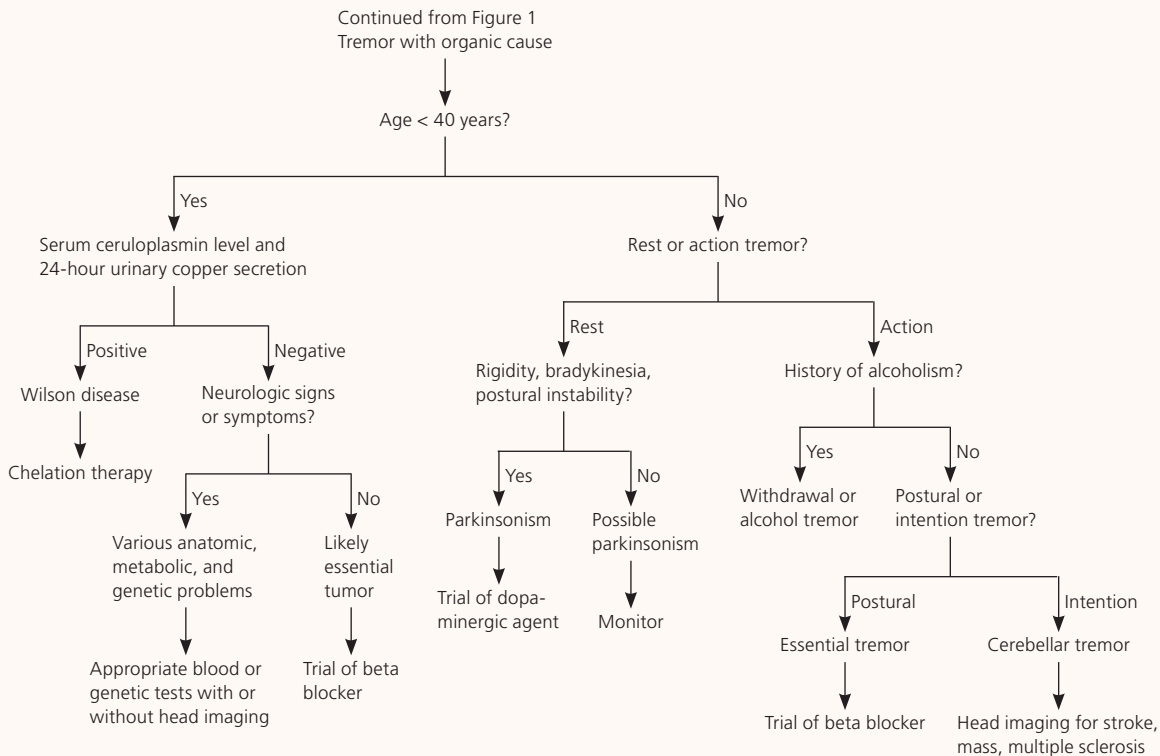 Continued from Figure 1
Tremor with organic cause
Age < 40 years?
Yes
No
Serum ceruloplasmin level and
24-hour urinary copper secretion
Rest or action tremor?
Positive
Negative
Rest
Action
Wilson disease
Neurologic signs
or symptoms?
Rigidity, bradykinesia,
postural instability?
History of alcoholism?
Chelation therapy
Yes
No
Yes
No
Yes
No
Various anatomic,
metabolic, and
genetic problems
Likely
essential
tumor
Parkinsonism
Possible
parkinsonism
Withdrawal or
alcohol tremor
Postural or
intention tremor?
Appropriate blood or
genetic tests with or
without head imaging
Trial of beta
blocker
Trial of dopa-
minergic agent
Monitor
Postural
Intention
Essential tremor
Cerebellar tremor
Trial of beta blocker
Head imaging for stroke,
mass, multiple sclerosis